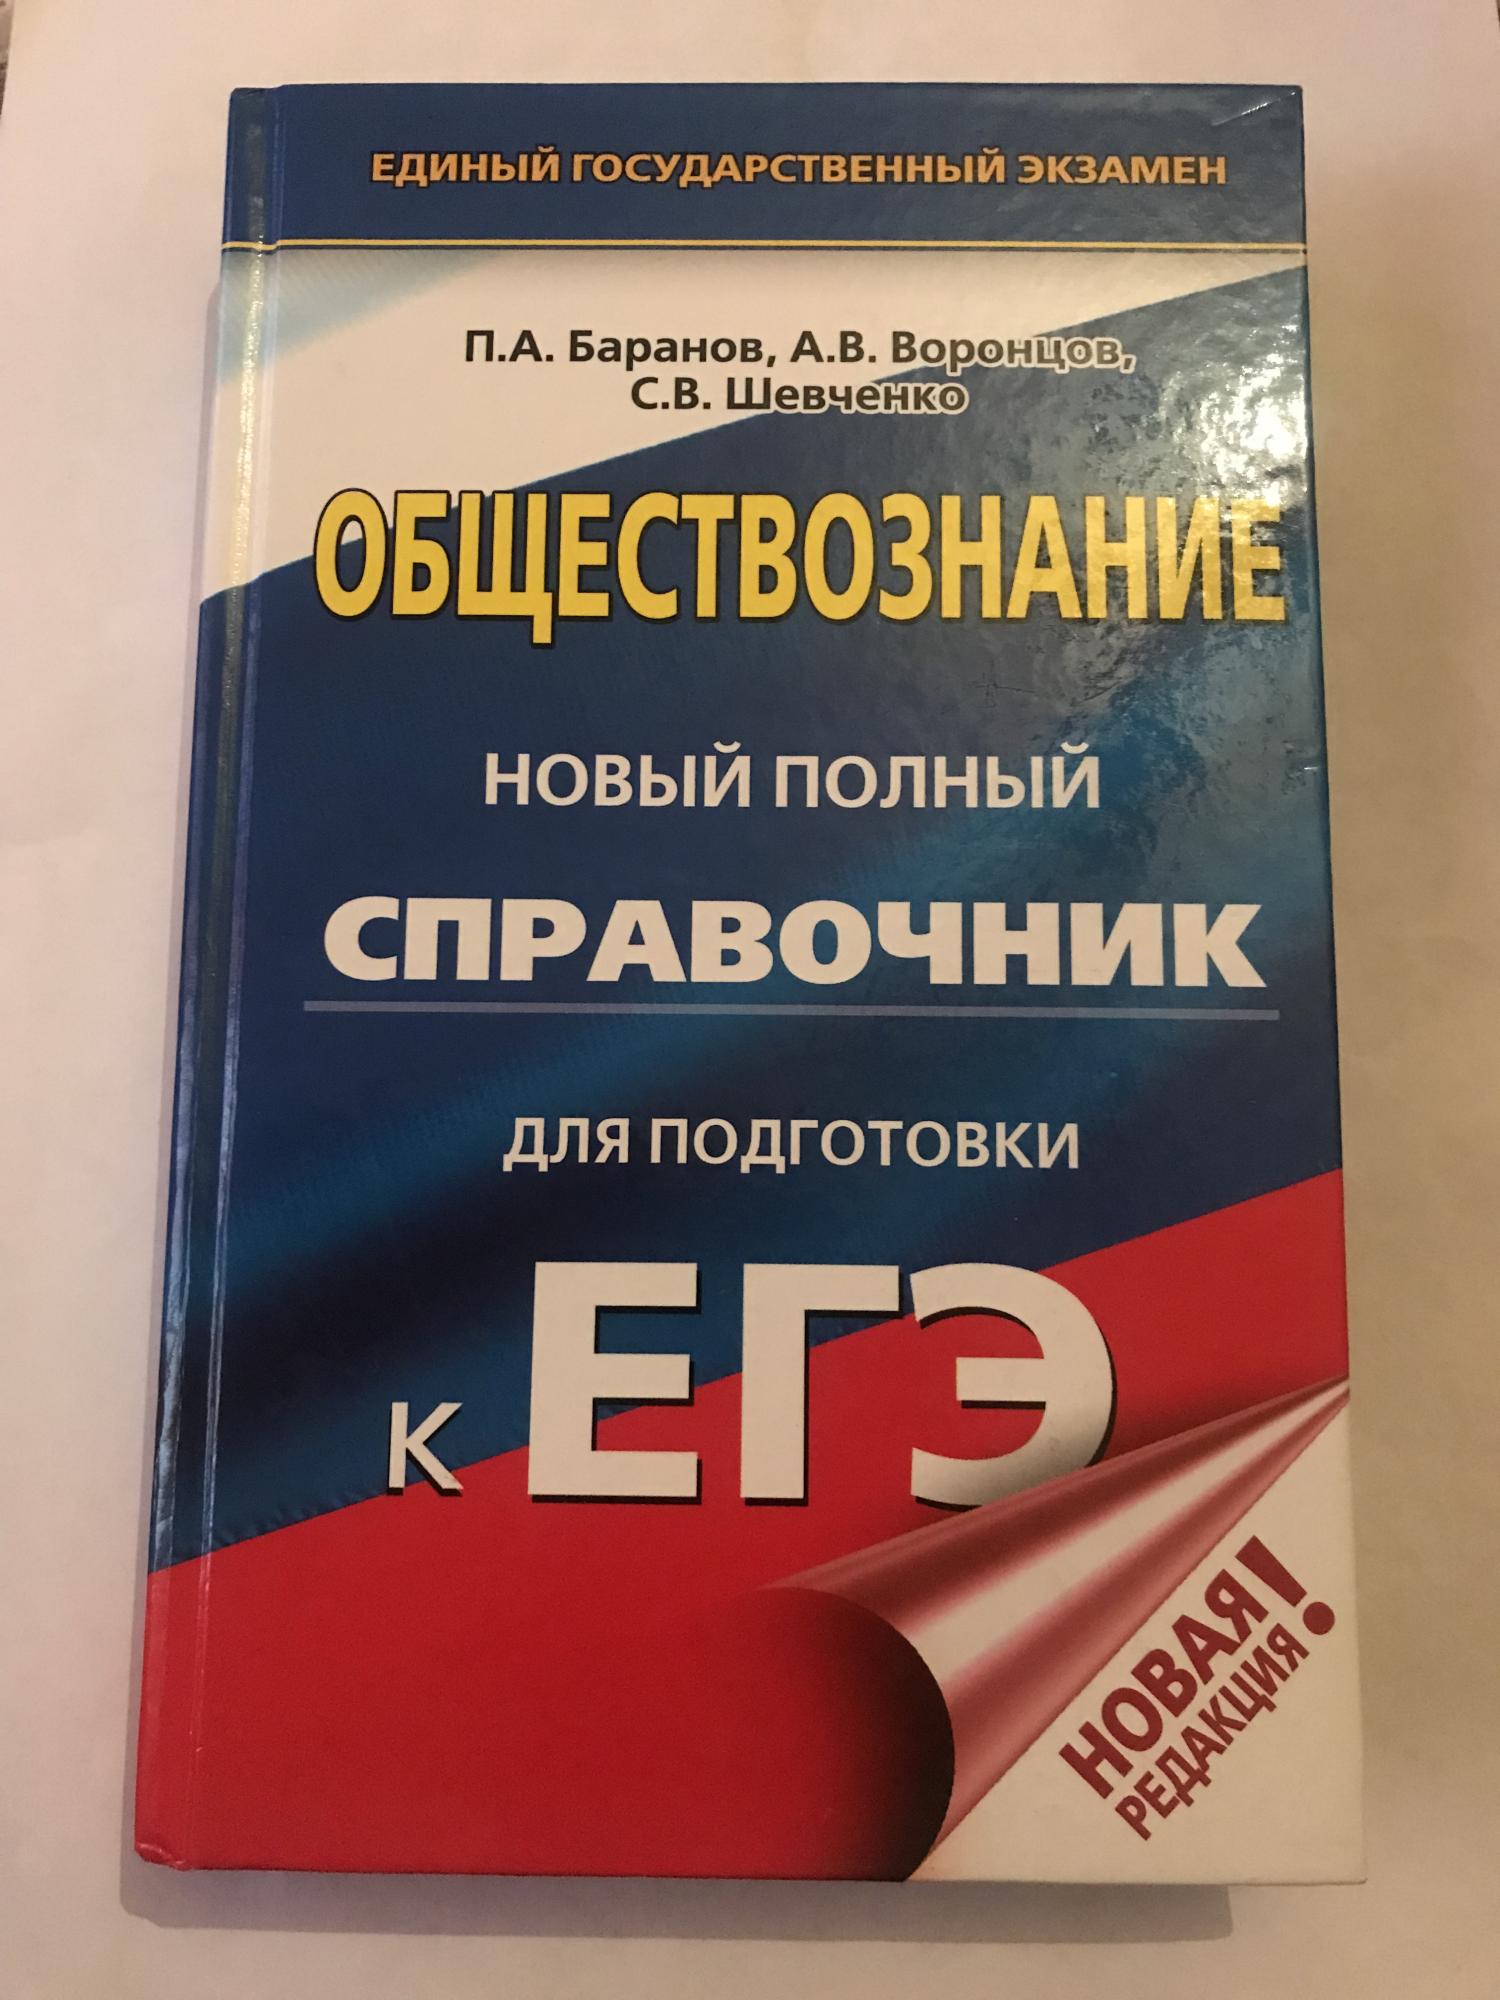 ЕДИНЫЙ ГОСУДАРСТВЕННЫЙ ЭКЗАМЕН
П.А. Баранов, А.В. Воронцов,
С.В. Шевченко
ОБЩЕСТВОЗНАНИЕ
НОВЫЙ ПОЛНЫЙ
СПРАВОЧНИК
ДЛЯ ПОДГОТОВКИ
К ЕГЭ
НОВАЯ
РЕДАКЦИЯ!